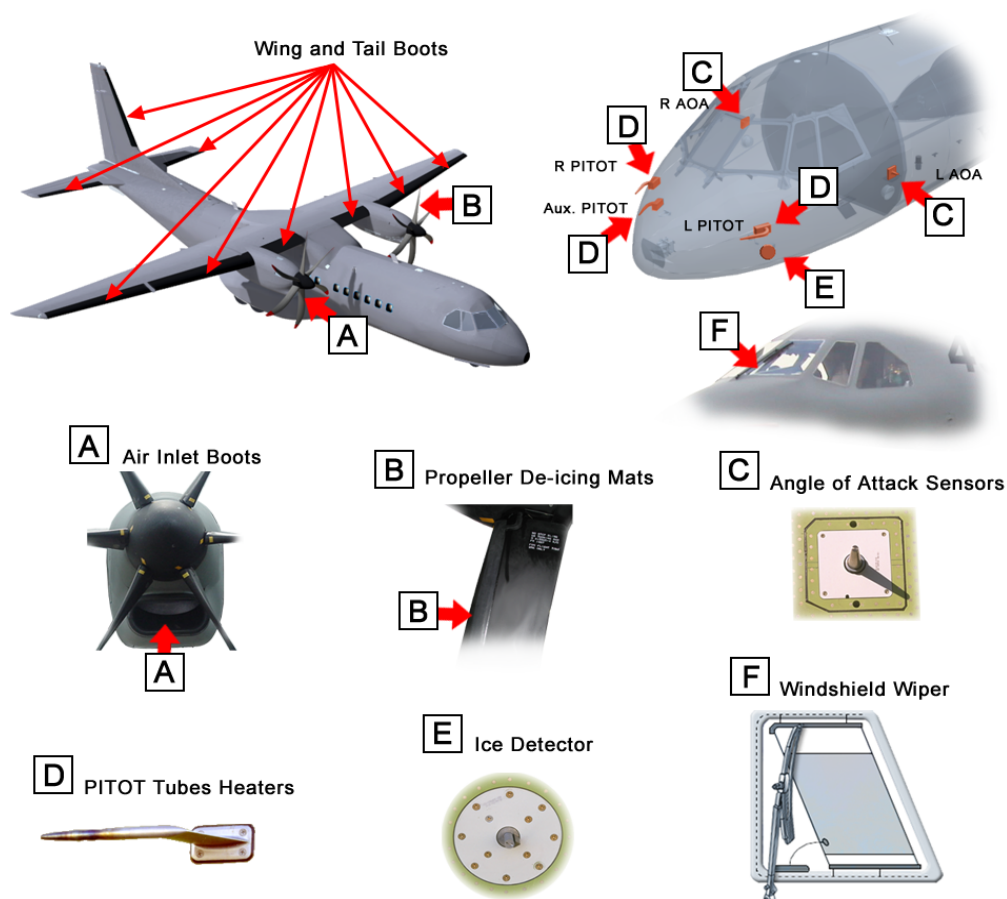 Wing and Tail Boots
B
A
C
R AOA
D
R PITOT
D
Aux. PITOT
L PITOT
L AOA
C
D
E
F
4
A
Air Inlet Boots
A
B
Propeller De-icing Mats
B
C
Angle of Attack Sensors
D
PITOT Tubes Heaters
E
Ice Detector
F
Windshield Wiper